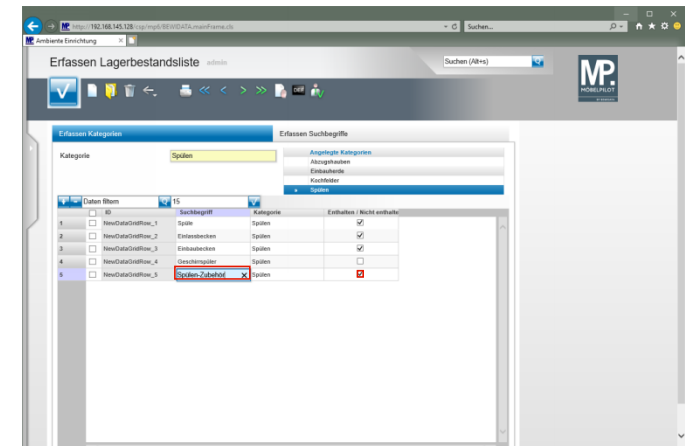 http://192.168.145.128/csp/mp6/BEWIDATA.mainFrame.cls
Suchen...
Ambiente Einrichtung
Erfassen Lagerbestandsliste admin
Suchen (Alt+s)
MP.
MÖBELPILOT
Erfassen Kategorien
Erfassen Suchbegriffe
Kategorie
Spülen
Angelegte Kategorien
Abzugshauben
Einbauherde
Kochfelder
Spülen
Daten filtern
15
ID Suchbegriff Kategorie Enthalten / Nicht enthalte
1 NewDataGridRow_1 Spüle Spülen
2 NewDataGridRow_2 Einlassbecken Spülen
3 NewDataGridRow_3 Einbaubecken Spülen
4 NewDataGridRow_4 Geschirrspüler Spülen
5 NewDataGridRow_5 Spülen-Zubehör Spülen